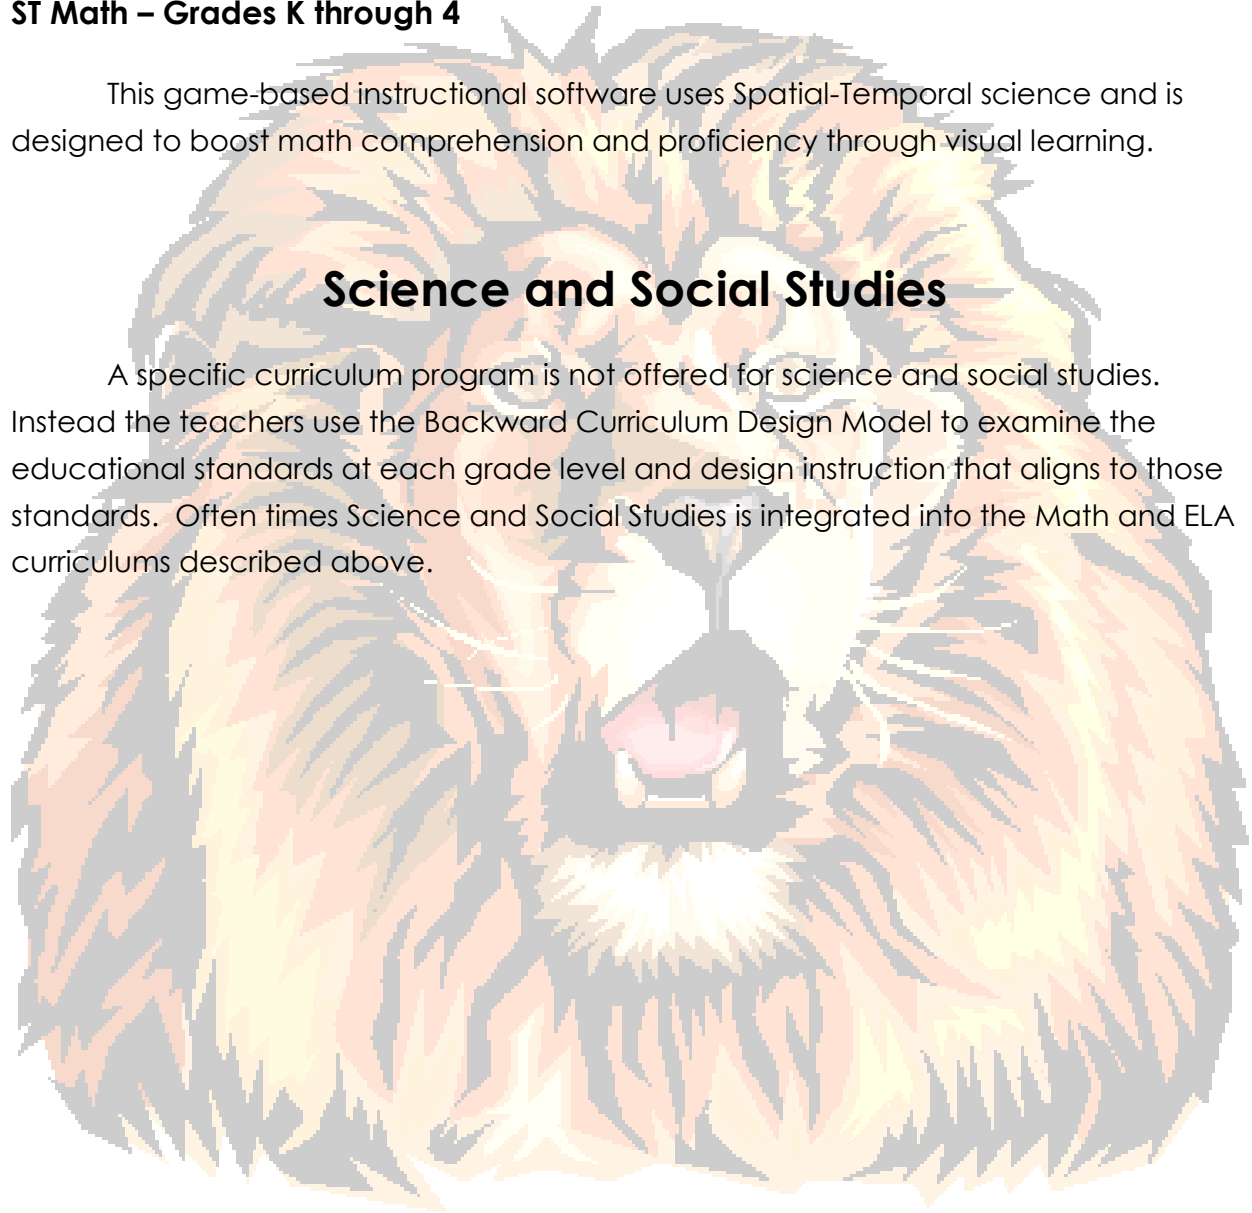 ST Math – Grades K through 4
This game-based instructional software uses Spatial-Temporal science and is
designed to boost math comprehension and proficiency through visual learning.
Science and Social Studies
A specific curriculum program is not offered for science and social studies.
Instead the teachers use the Backward Curriculum Design Model to examine the
educational standards at each grade level and design instruction that aligns to those
standards.  Often times Science and Social Studies is integrated into the Math and ELA
curriculums described above.